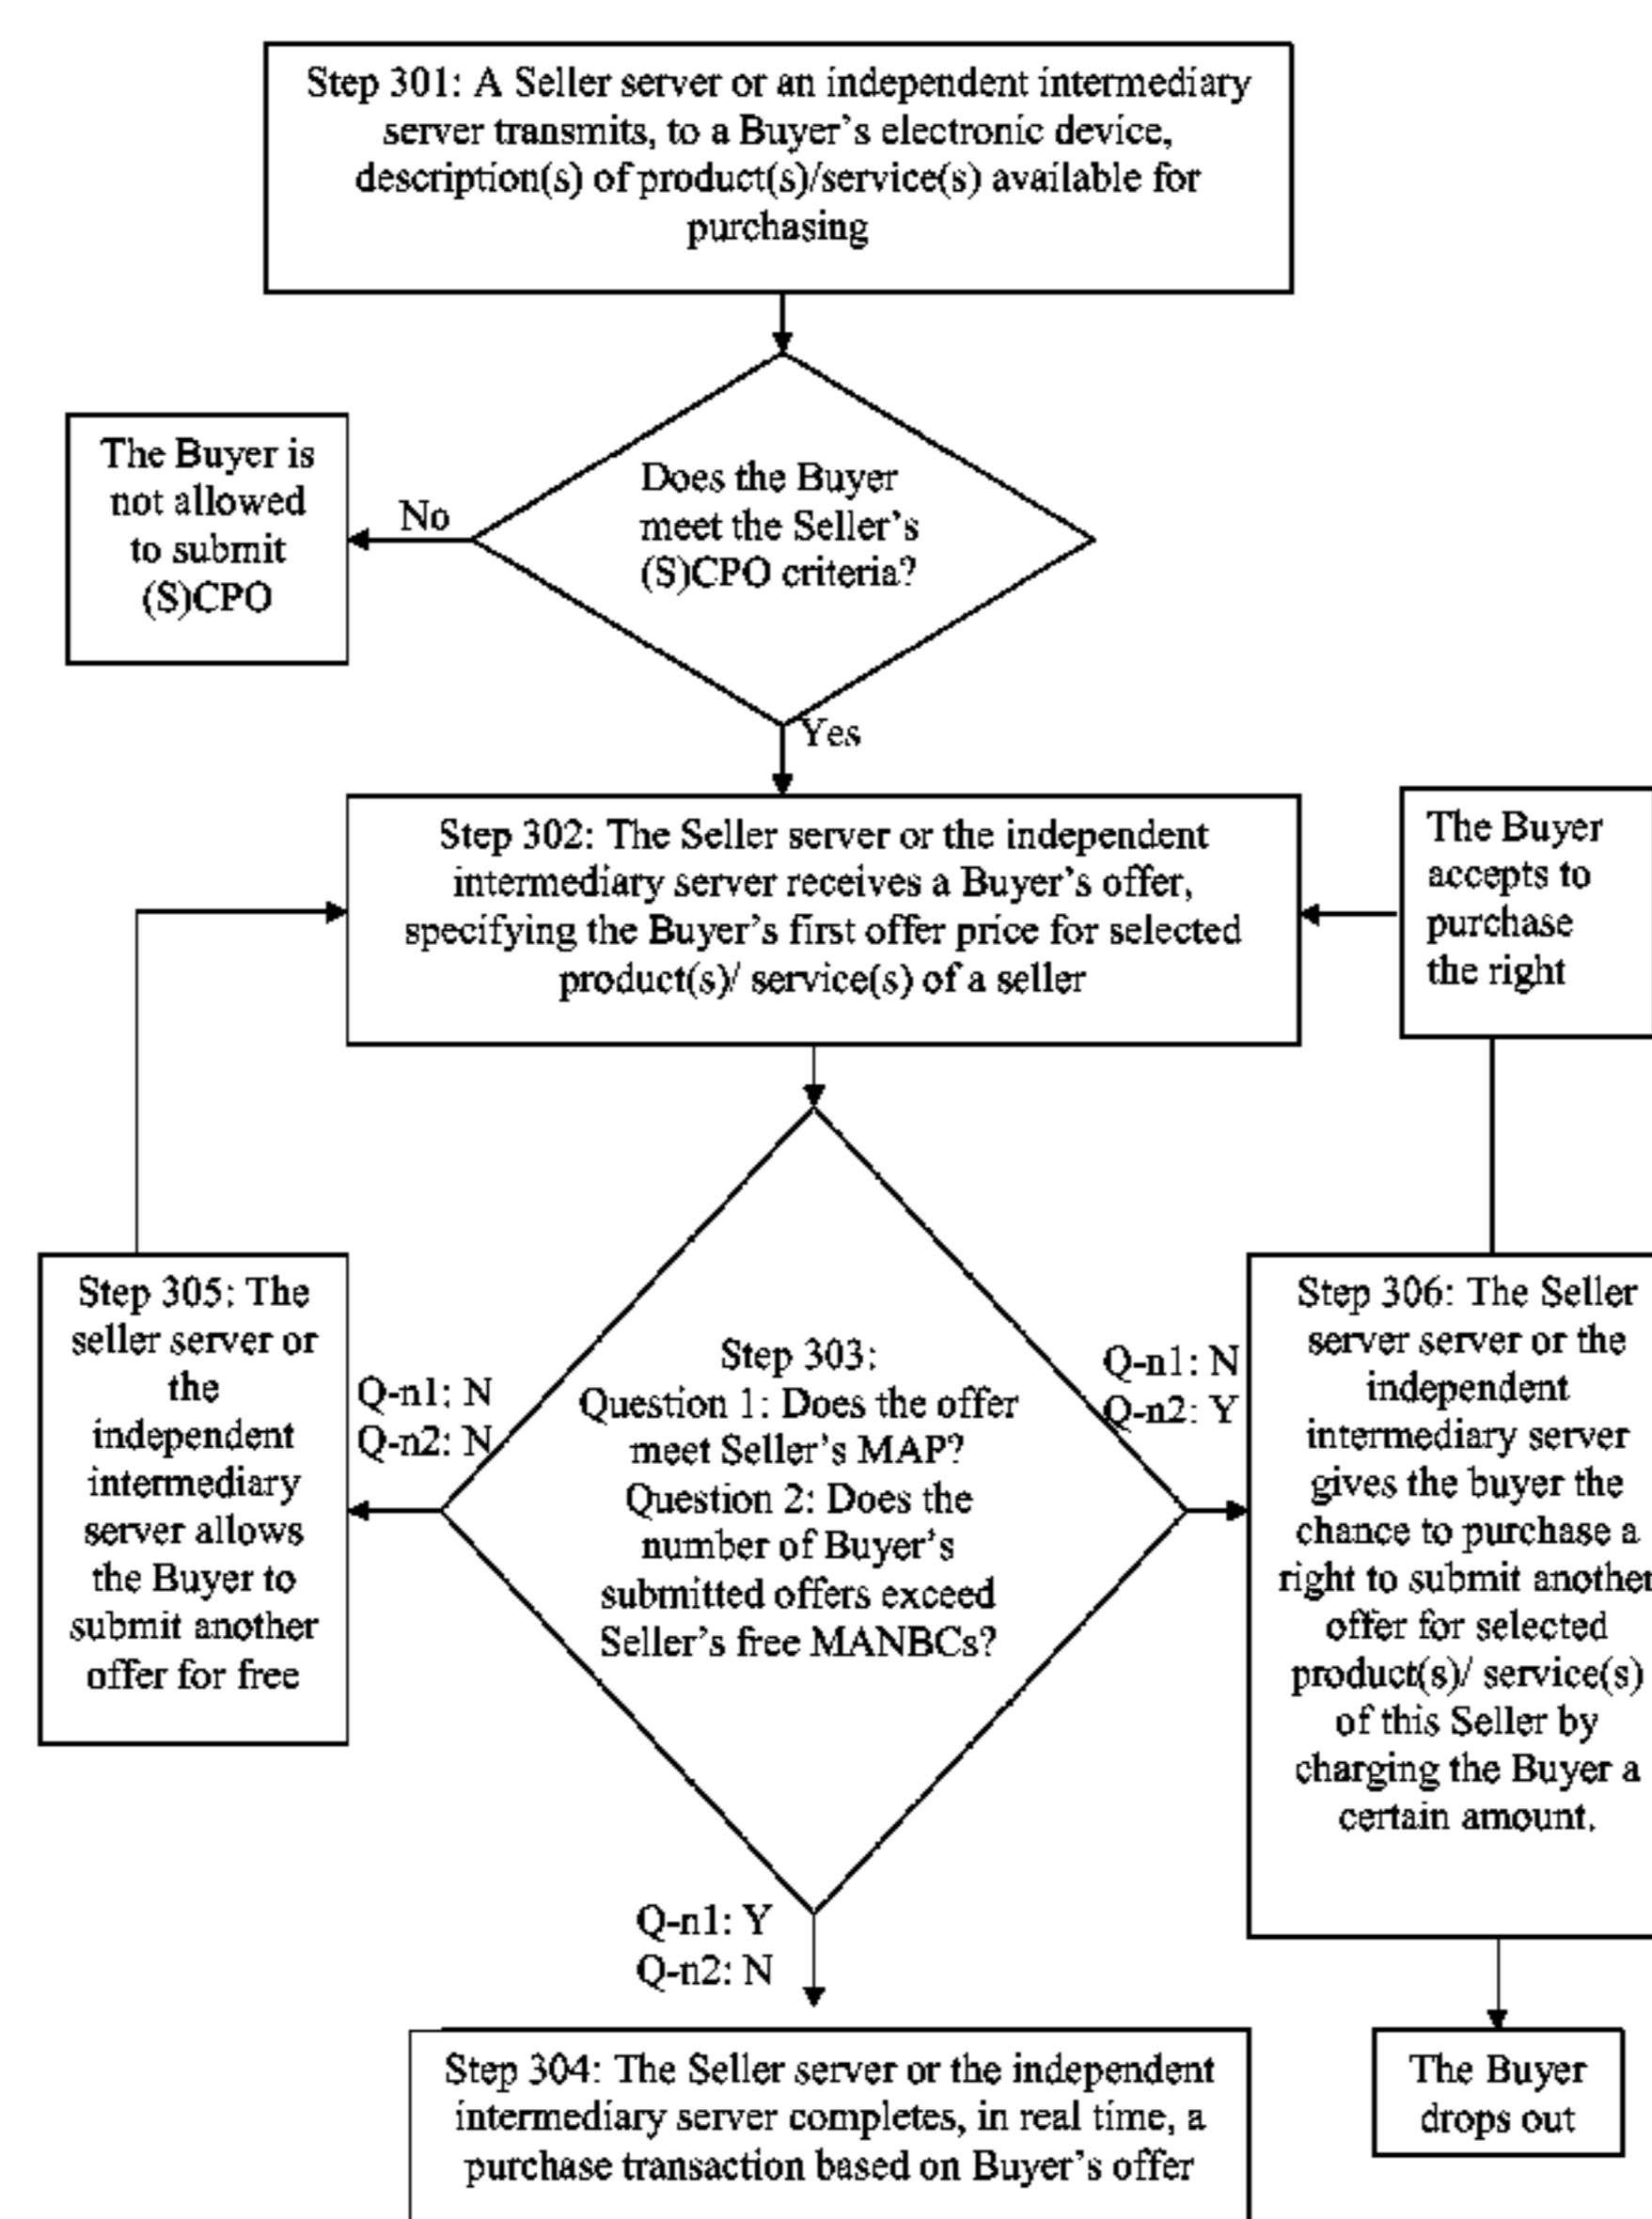 Step 301: A Seller server or an independent intermediary
server transmits, to a Buyer's electronic device,
description(s) of product(s)/service(s) available for
purchasing
The Buyer is
not allowed
to submit
(S)CPO
No
Does the Buyer
meet the Seller's
(S)CPO criteria?
Yes
Step 302: The Seller server or the independent
intermediary server receives a Buyer's offer,
specifying the Buyer's first offer price for selected
product(s)/ service(s) of a seller
The Buyer
accepts to
purchase
the right
Step 305: The
seller server or
the
independent
intermediary
server allows
the Buyer to
submit another
offer for free
Q-n1: N
Q-n2: N
Step 303:
Question 1: Does the offer
meet Seller's MAP?
Question 2: Does the
number of Buyer's
submitted offers exceed
Seller's free MANBCs?
Q-n1: N
Q-n2: Y
Step 306: The Seller
server server or the
independent
intermediary server
gives the buyer the
chance to purchase a
right to submit another
offer for selected
product(s)/ service(s)
of this Seller by
charging the Buyer a
certain amount.
Q-n1: Y
Q-n2: N
Step 304: The Seller server or the independent
intermediary server completes, in real time, a
purchase transaction based on Buyer's offer
The Buyer
drops out